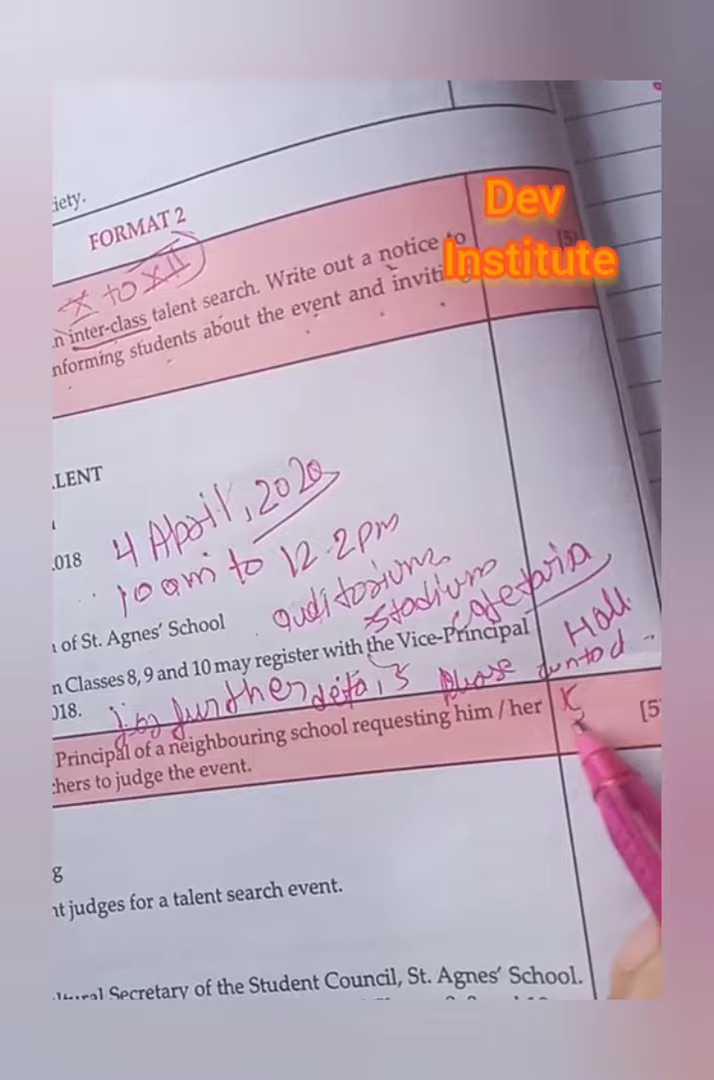 iety.
FORMAT 2
Dev
Institute
[5]
X to XII
n inter-class talent search. Write out a notice to
nforming students about the event and inviti
LENT
018
4 April, 2020
10 am to 12-2pm
auditorium
stadium
cafetaria
Hall
of St. Agnes' School
n Classes 8, 9 and 10 may register with the Vice-Principal
018.
further details please
Principal of a neighbouring school requesting him / her
[5
hers to judge the event.
g
nt judges for a talent search event.
ltural Secretary of the Student Council, St. Agnes' School.